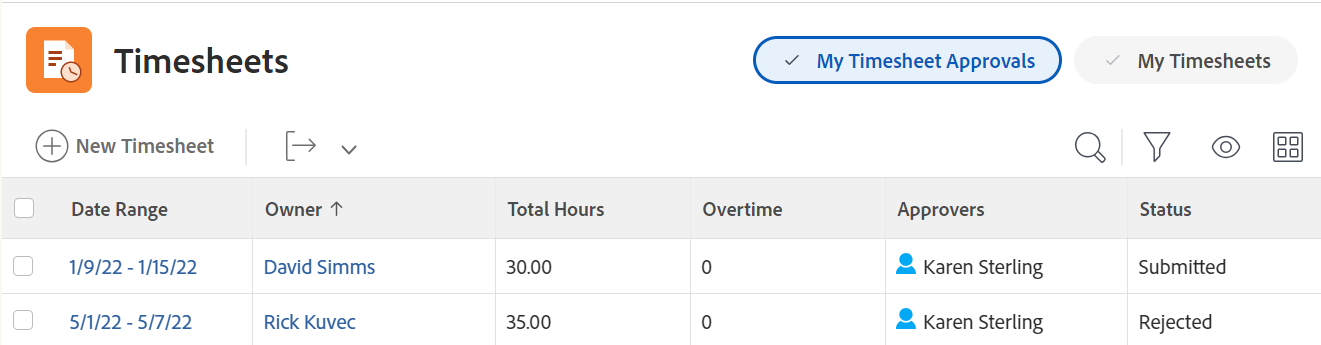 Timesheets
My Timesheet Approvals
My Timesheets
New Timesheet
Date Range Owner Total Hours Overtime Approvers Status
1/9/22 - 1/15/22 David Simms 30.00 0 Karen Sterling Submitted
5/1/22 - 5/7/22 Rick Kuvec 35.00 0 Karen Sterling Rejected